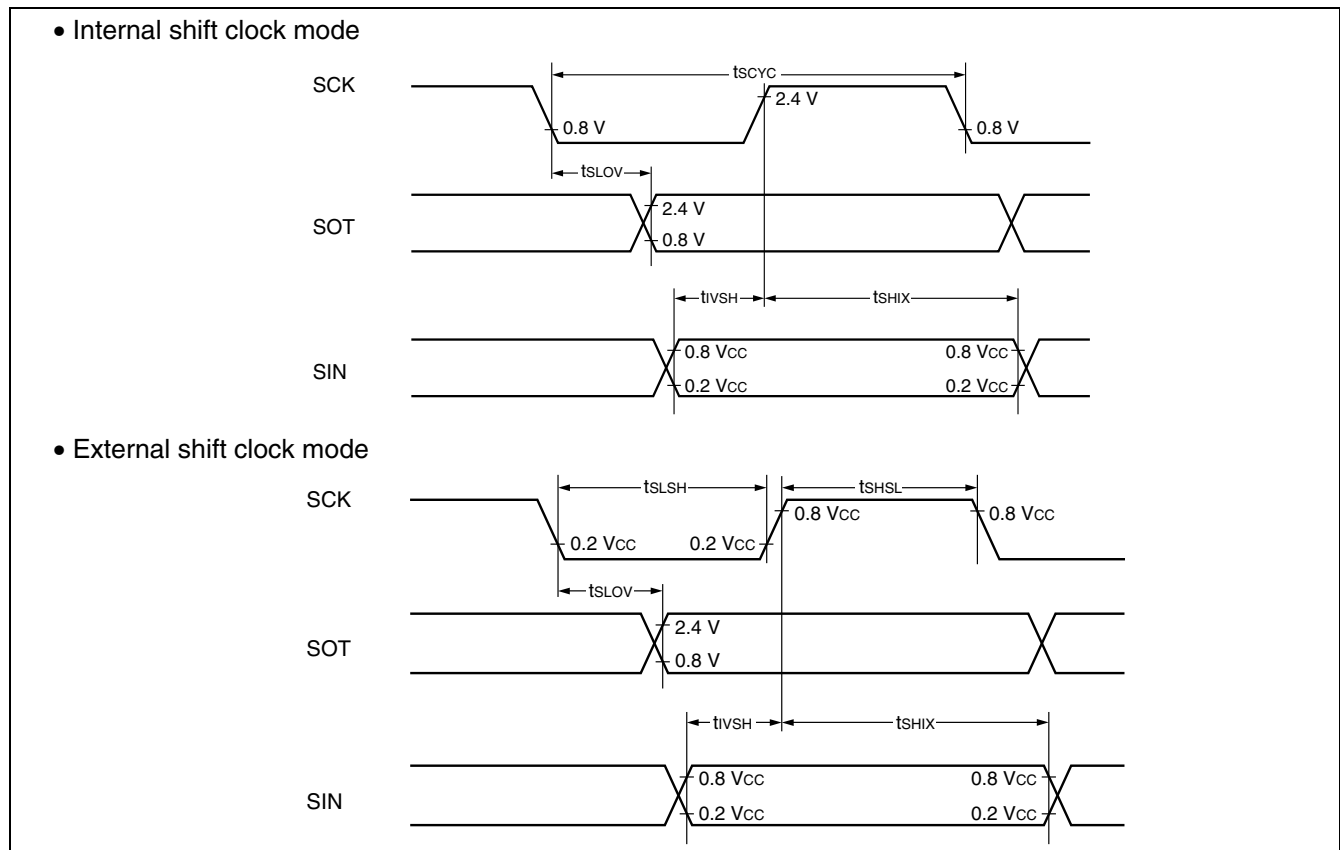 • Internal shift clock mode
tSCYC
SCK
2.4 V
0.8 V
0.8 V
tSLOV
SOT
2.4 V
0.8 V
tIVSH
tSHIX
SIN
0.8 VCC
0.8 VCC
0.2 VCC
0.2 VCC
• External shift clock mode
SCK
tSLSH
tSHSL
0.8 VCC
0.8 VCC
0.2 VCC
0.2 VCC
tSLOV
SOT
2.4 V
0.8 V
tIVSH
tSHIX
SIN
0.8 VCC
0.8 VCC
0.2 VCC
0.2 VCC